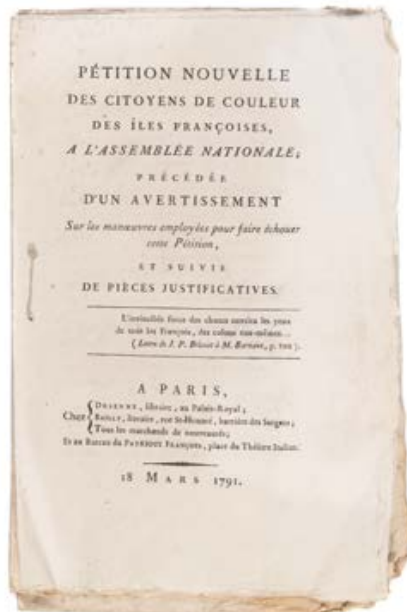 PÉTITION NOUVELLE
DES CITOYENS DE COULEUR
DES ÎLES FRANÇOISES,
A L'ASSEMBLÉE NATIONALE;
PRÉCÉDÉE
D'UN AVERTISSEMENT
Sur les manœuvres employées pour faire échouer
cette Pétition,
ET SUIVIE
DE PIÈCES JUSTIFICATIVES.
L'invincible force des choses ouvrira les yeux
de tous les François, des colons eux-mêmes...
(Lettre de J. P. Brissot à M. Barnave, p.
A PARIS,
Chez
DESENNE, libraire, au Palais-Royal;
BAILLY, libraire, rue St-Honoré, barrière des Sergens;
Tous les marchands de nouveautés;
Et au Bureau du PATRIOTE FRANÇOIS, place du Théâtre Italien.
18 MARS 1791.